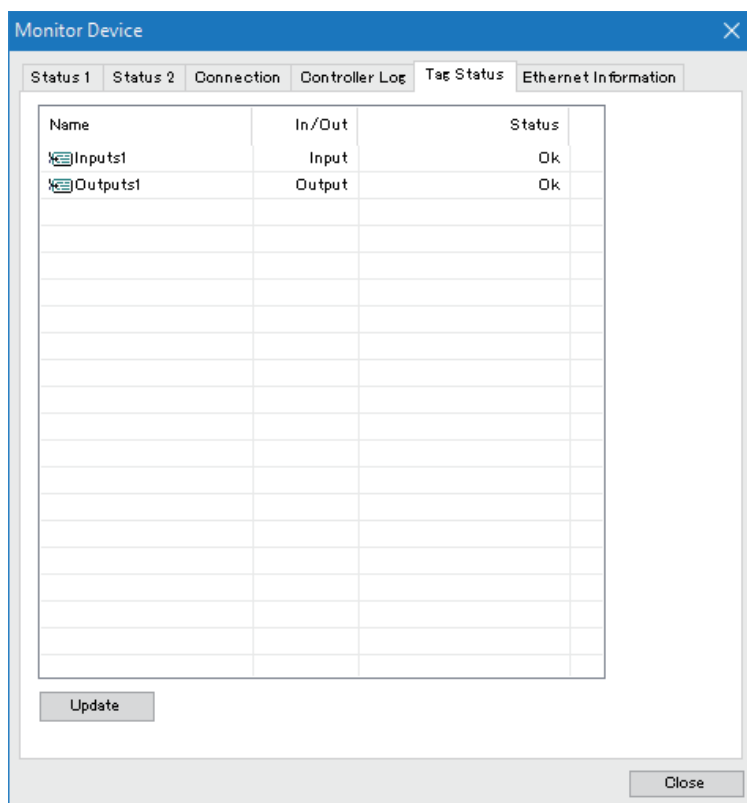 Monitor Device
Status 1 Status 2 Connection Controller Log Tag Status Ethernet Information
Name In/Out Status
Inputs1 Input Ok
Outputs1 Output Ok
Update
Close